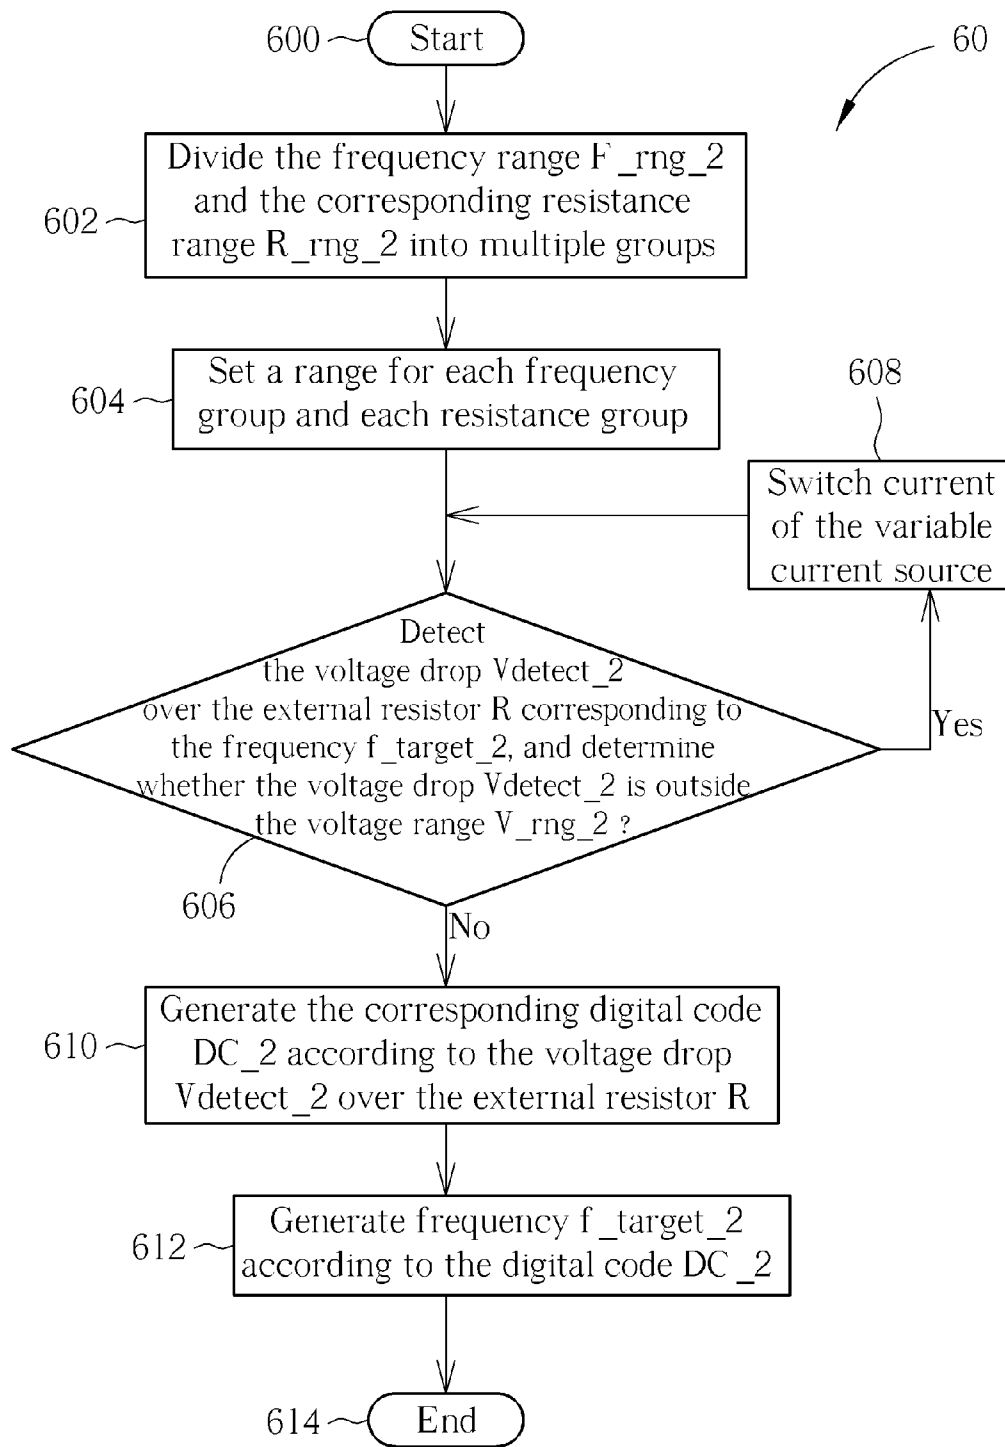 600
Start
60
Divide the frequency range F_rng_2
and the corresponding resistance
range R_rng_2 into multiple groups
602
Set a range for each frequency
group and each resistance group
604
608
Switch current
of the variable
current source
Detect
the voltage drop Vdetect_2
over the external resistor R corresponding to
the frequency f_target_2, and determine
whether the voltage drop Vdetect_2 is outside
the voltage range V_rng_2 ?
Yes
606
No
Generate the corresponding digital code
DC_2 according to the voltage drop
Vdetect_2 over the external resistor R
610
Generate frequency f_target_2
according to the digital code DC_2
612
614
End